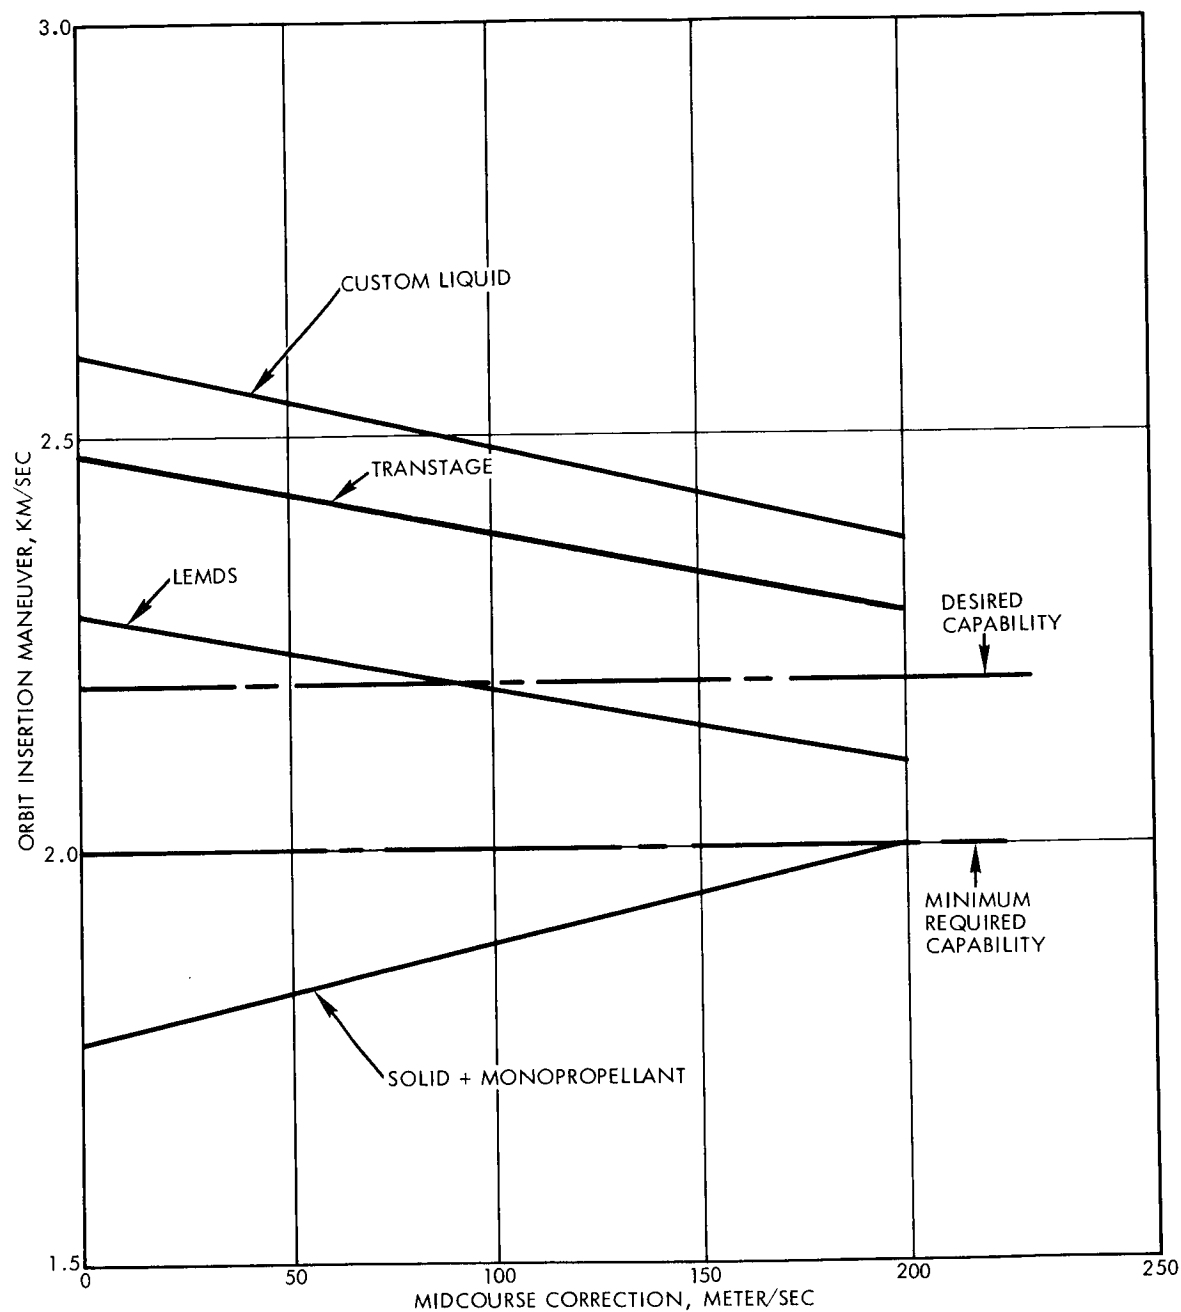 3.0
CUSTOM LIQUID
2.5
TRANSTAGE
LEMDS
DESIRED
CAPABILITY
ORBIT INSERTION MANEUVER, KM/SEC
2.0
MINIMUM
REQUIRED
CAPABILITY
SOLID + MONOPROPELLANT
1.5
0
50
100
150
200
250
MIDCOURSE CORRECTION, METER/SEC